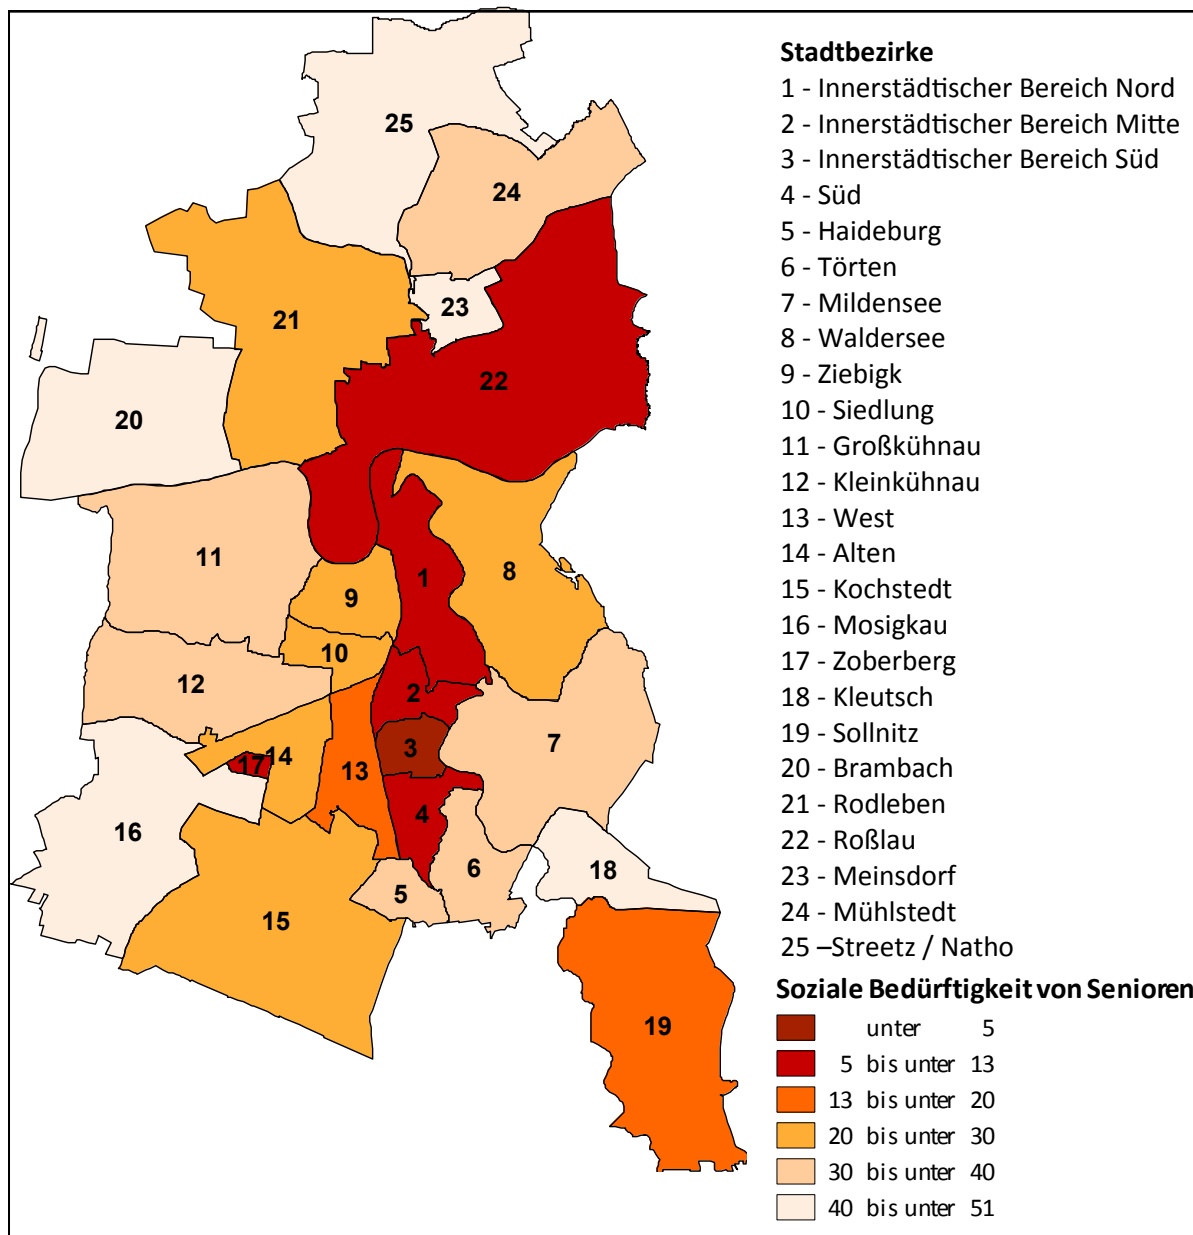 Stadtbezirke
1 - Innerstädtischer Bereich Nord
2 - Innerstädtischer Bereich Mitte
3 - Innerstädtischer Bereich Süd
4 - Süd
5 - Haideburg
6 - Törten
7 - Mildensee
8 - Waldersee
9 - Ziebigk
10 - Siedlung
11 - Großkühnau
12 - Kleinkühnau
13 - West
14 - Alten
15 - Kochstedt
16 - Mosigkau
17 - Zoberberg
18 - Kleutsch
19 - Sollnitz
20 - Brambach
21 - Rodleben
22 - Roßlau
23 - Meinsdorf
24 - Mühlstedt
25 –Streetz / Natho
Soziale Bedürftigkeit von Senioren
unter 5
5 bis unter 13
13 bis unter 20
20 bis unter 30
30 bis unter 40
40 bis unter 51
25
24
23
21
22
20
11
1
8
9
10
12
2
3
7
14
17
13
4
16
6
18
5
15
19